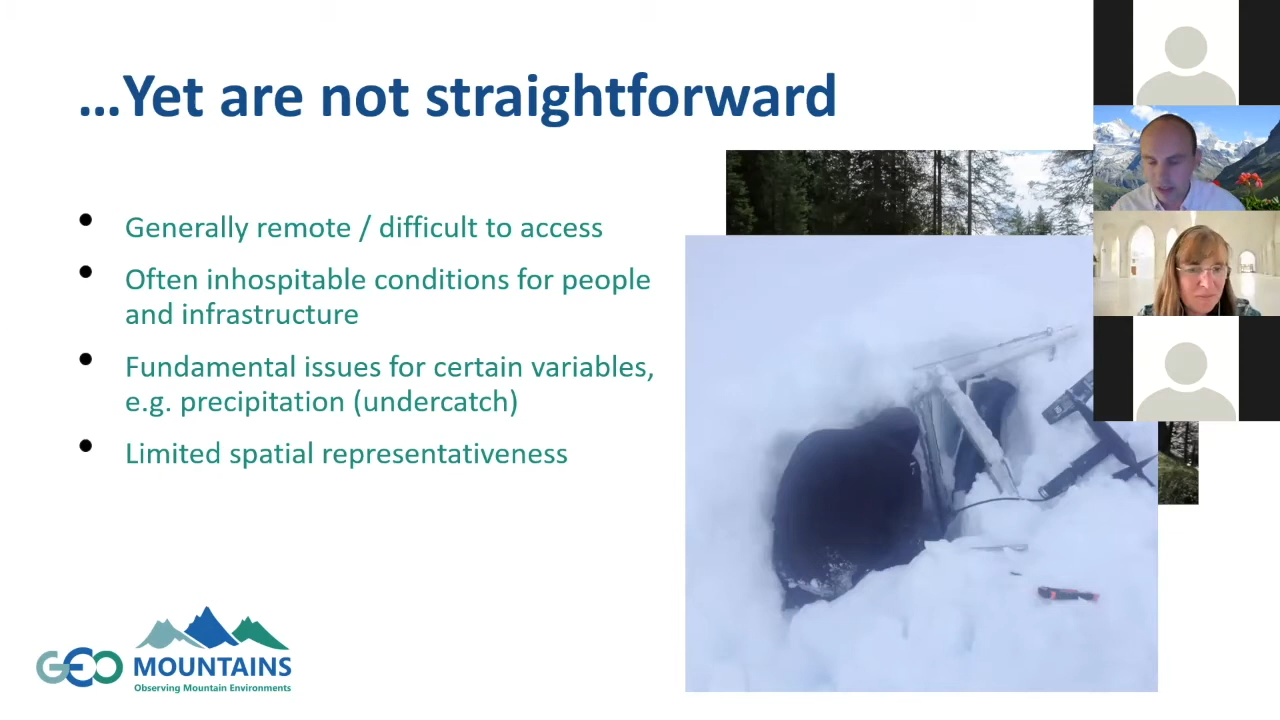 ...Yet are not straightforward
Generally remote / difficult to access
Often inhospitable conditions for people
and infrastructure
Fundamental issues for certain variables,
e.g. precipitation (undercatch)
Limited spatial representativeness
GEO MOUNTAINS
Observing Mountain Environments